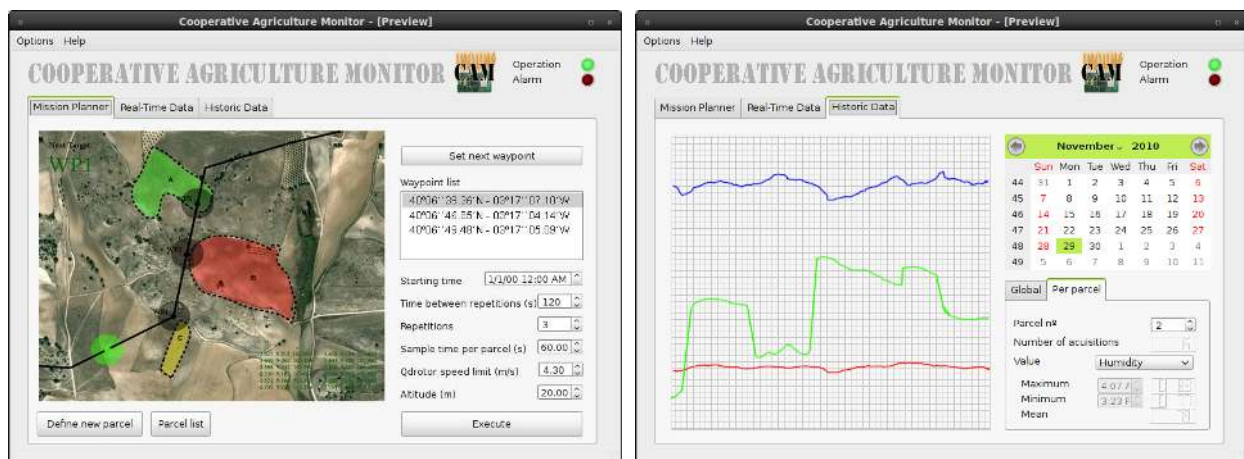 Cooperative Agriculture Monitor - [Preview]
Options Help
COOPERATIVE AGRICULTURE MONITOR
CAM
Operation
Alarm
Mission Planner Real-Time Data Historic Data
Next Target
WP1
A
B
C
Set next waypoint
Waypoint list
Starting time 1/1/00 12:00 AM
Time between repetitions (s) 120
Repetitions 3
Sample time per parcel (s) 60.00
Qdrotor speed limit (m/s) 4.30
Altitude (m) 20.00
Define new parcel Parcel list Execute
Cooperative Agriculture Monitor - [Preview]
Options Help
COOPERATIVE AGRICULTURE MONITOR
CAM
Operation
Alarm
Mission Planner Real-Time Data Historic Data
November 2010
Sun Mon Tue Wed Thu Fri Sat
44 31 1 2 3 4 5 6
45 7 8 9 10 11 12 13
46 14 15 16 17 18 19 20
47 21 22 23 24 25 26 27
48 28 29 30 1 2 3 4
49 5 6 7 8 9 10 11
Global Per parcel
Parcel nº 2
Number of acuisitions
Value Humidity
Maximum
Minimum
Mean